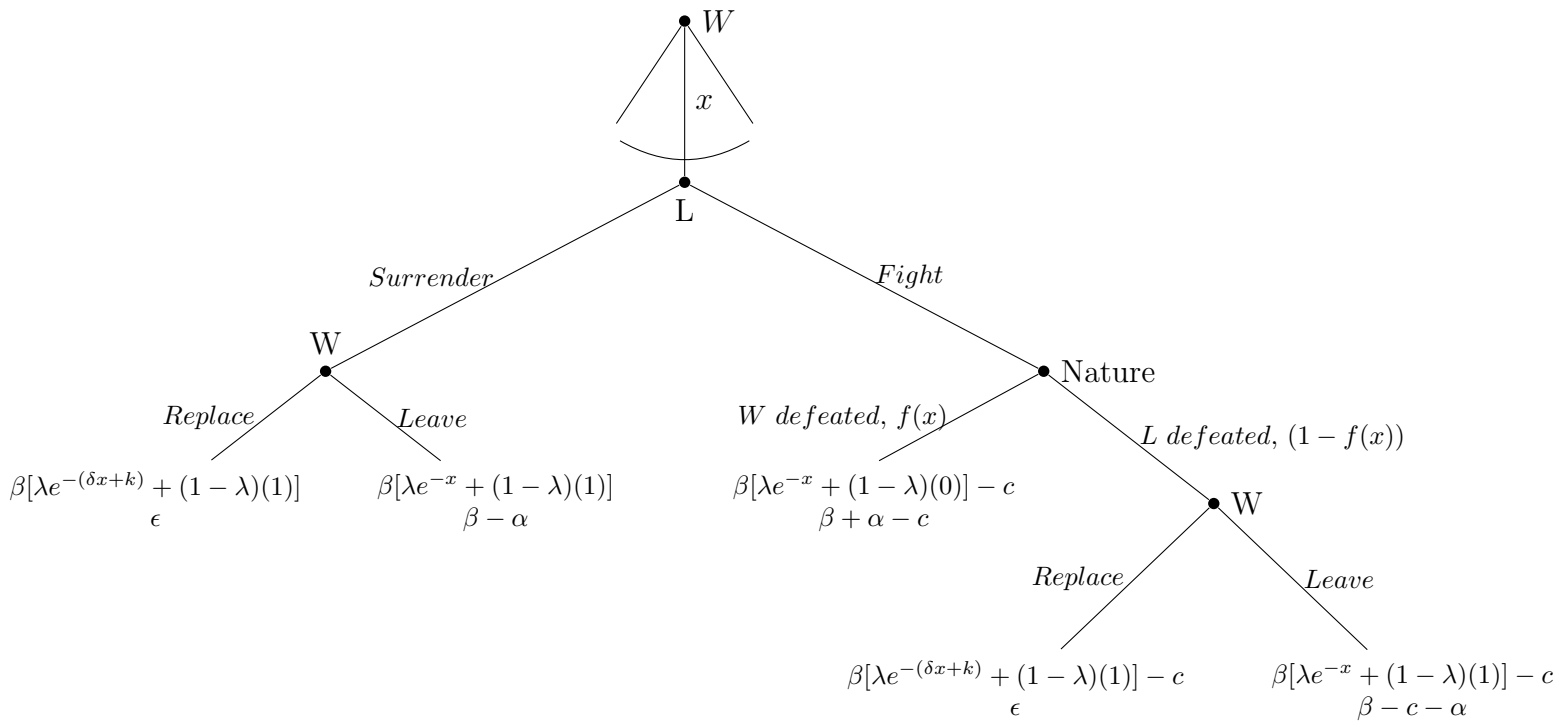 W
x
L
Surrender
Fight
W
Nature
Replace
Leave
W defeated, f(x)
L defeated, (1 − f(x))
β[λe^{−(δx+k)} + (1 − λ)(1)]
ϵ
β[λe^{−x} + (1 − λ)(1)]
β − α
β[λe^{−x} + (1 − λ)(0)] − c
β + α − c
W
Replace
Leave
β[λe^{−(δx+k)} + (1 − λ)(1)] − c
ϵ
β[λe^{−x} + (1 − λ)(1)] − c
β − c − α